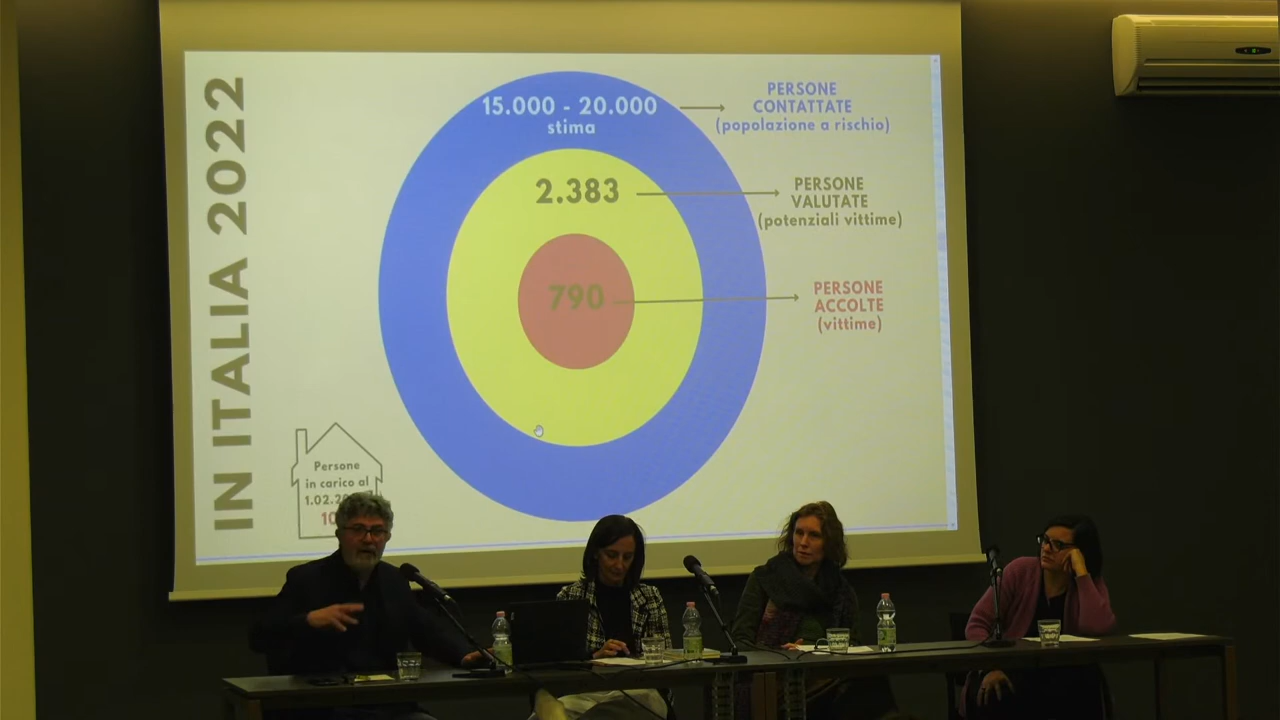 IN ITALIA 2022
15.000 - 20.000
stima
PERSONE
CONTATTATE
(popolazione a rischio)
2.383
PERSONE
VALUTATE
(potenziali vittime)
790
PERSONE
ACCOLTE
(vittime)
Persone
in carico al